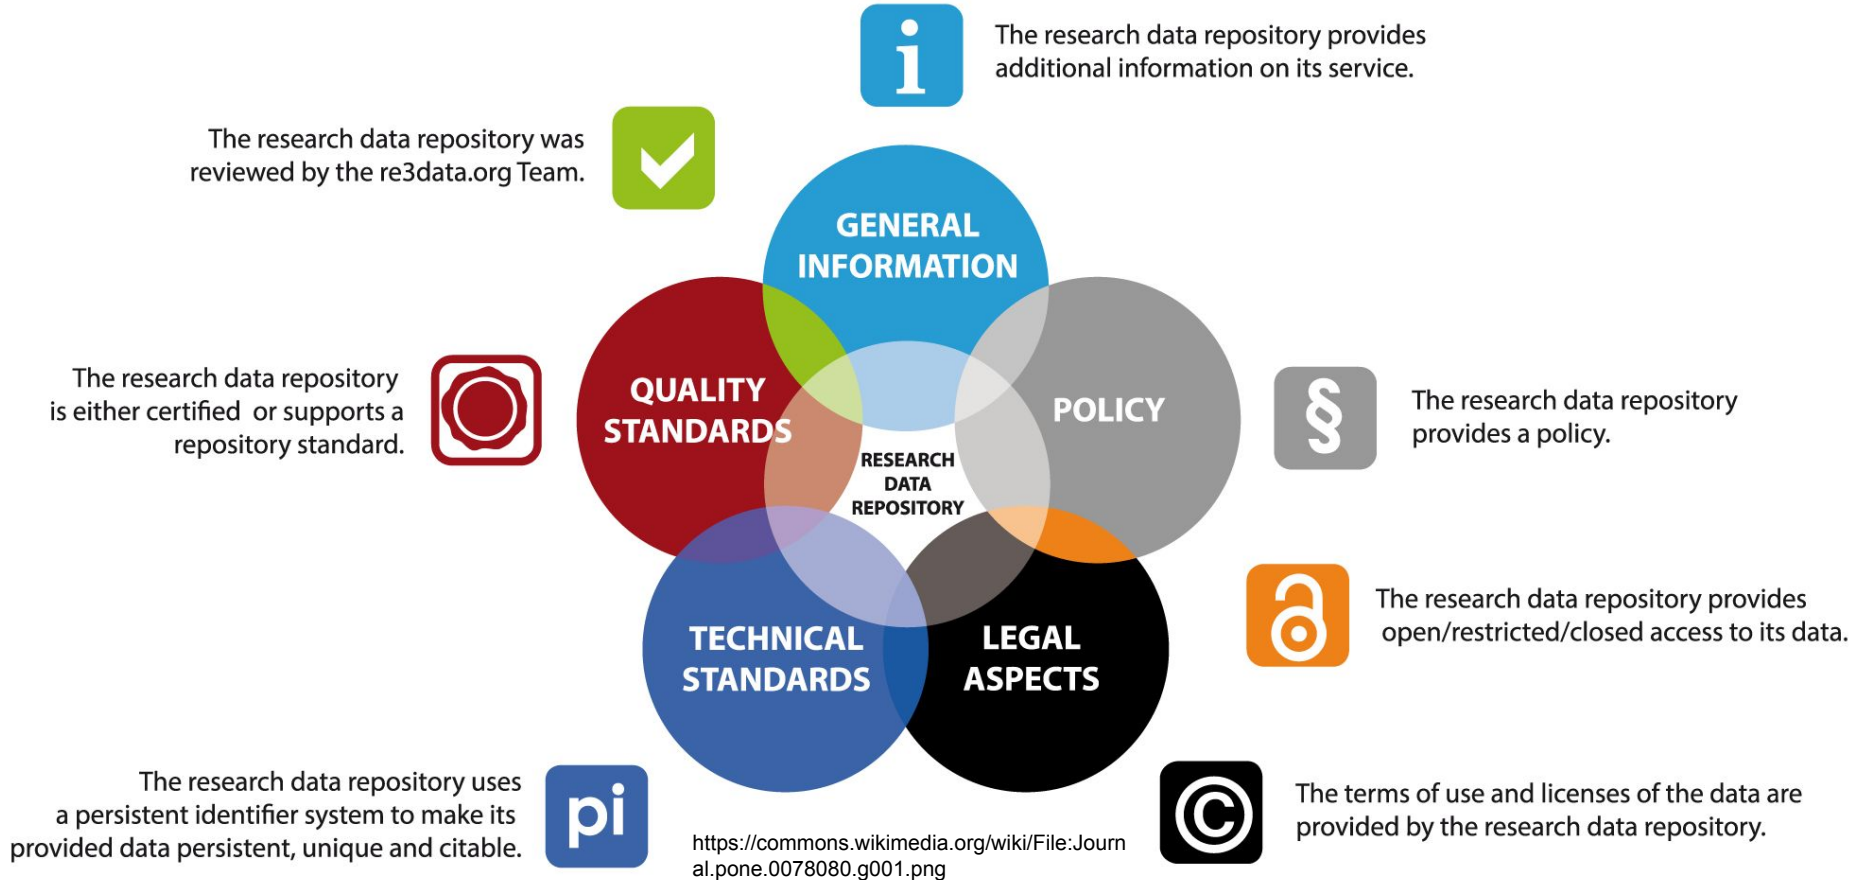 i
The research data repository provides
additional information on its service.
The research data repository was
reviewed by the re3data.org Team.
GENERAL
INFORMATION
The research data repository
is either certified or supports a
repository standard.
QUALITY
STANDARDS
POLICY
§
The research data repository
provides a policy.
RESEARCH
DATA
REPOSITORY
The research data repository provides
open/restricted/closed access to its data.
TECHNICAL
STANDARDS
LEGAL
ASPECTS
The research data repository uses
a persistent identifier system to make its
provided data persistent, unique and citable.
pi
https://commons.wikimedia.org/wiki/File:Journ
al.pone.0078080.g001.png
©
The terms of use and licenses of the data are
provided by the research data repository.